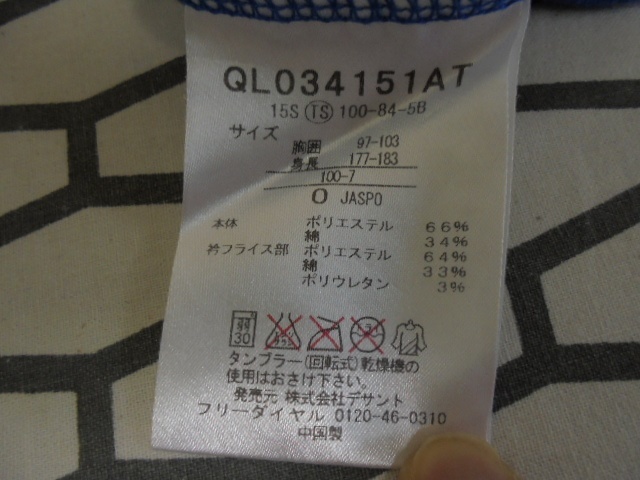 QL034151AT
15S (TS) 100-84-5B
サイズ
胸囲 97-103
身長 177-183
100-7
O JASPO
本体 ポリエステル 66%
綿 34%
衿フライス部 ポリエステル 64%
綿 33%
ポリウレタン 3%
弱
30
タンブラー(回転式)乾燥機の
使用はおさけ下さい。
発売元 株式会社デサント
フリーダイヤル 0120-46-0310
中国製